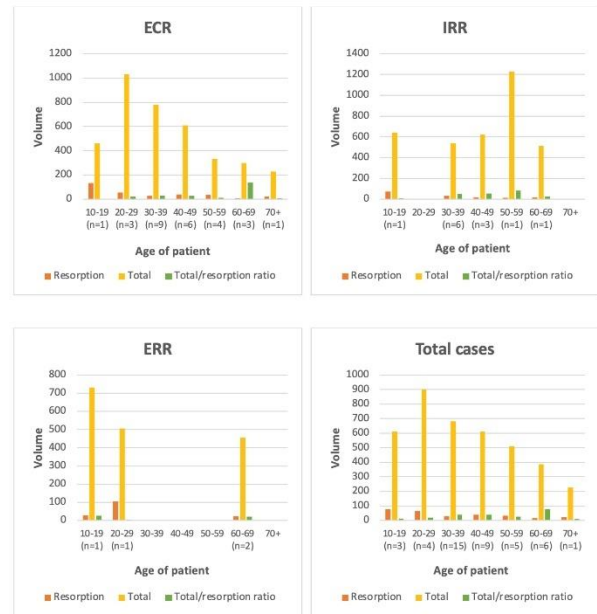 ECR
1200
1000
800
600
400
200
0
Volume
10-19 20-29 30-39 40-49 50-59 60-69 70+
(n=1) (n=3) (n=9) (n=6) (n=4) (n=3) (n=1)
Age of patient
Resorption Total Total/resorption ratio
IRR
1400
1200
1000
800
600
400
200
0
Volume
10-19 20-29 30-39 40-49 50-59 60-69 70+
(n=1) (n=6) (n=3) (n=1) (n=1)
Age of patient
Resorption Total Total/resorption ratio
ERR
800
700
600
500
400
300
200
100
0
Volume
10-19 20-29 30-39 40-49 50-59 60-69 70+
(n=1) (n=1) (n=2)
Age of patient
Resorption Total Total/resorption ratio
Total cases
1000
900
800
700
600
500
400
300
200
100
0
Volume
10-19 20-29 30-39 40-49 50-59 60-69 70+
(n=3) (n=4) (n=15) (n=9) (n=5) (n=6) (n=1)
Age of patient
Resorption Total Total/resorption ratio